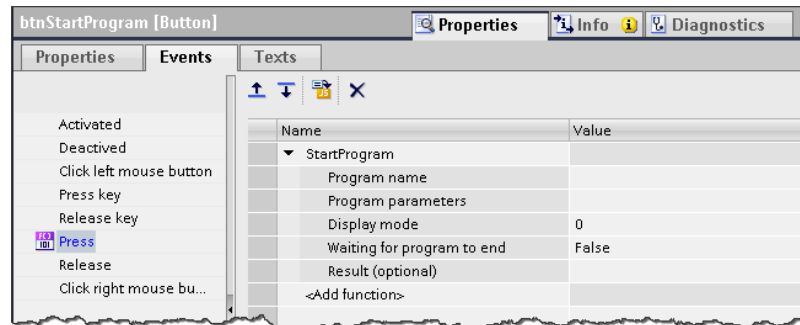 btnStartProgram [Button]
Properties Info Diagnostics
Properties Events Texts
JS
Activated
Deactived
Click left mouse button
Press key
Release key
Press
Release
Click right mouse bu...
Name Value
StartProgram
Program name
Program parameters
Display mode 0
Waiting for program to end False
Result (optional)
<Add function>